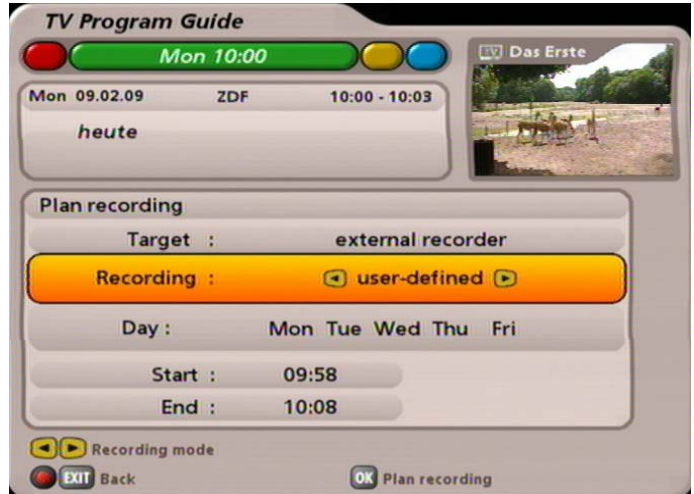 TV Program Guide
Mon 10:00
TV Das Erste
Mon 09.02.09 ZDF 10:00 - 10:03
heute
Plan recording
Target : external recorder
Recording : user-defined
Day : Mon Tue Wed Thu Fri
Start : 09:58
End : 10:08
Recording mode
EXIT Back OK Plan recording